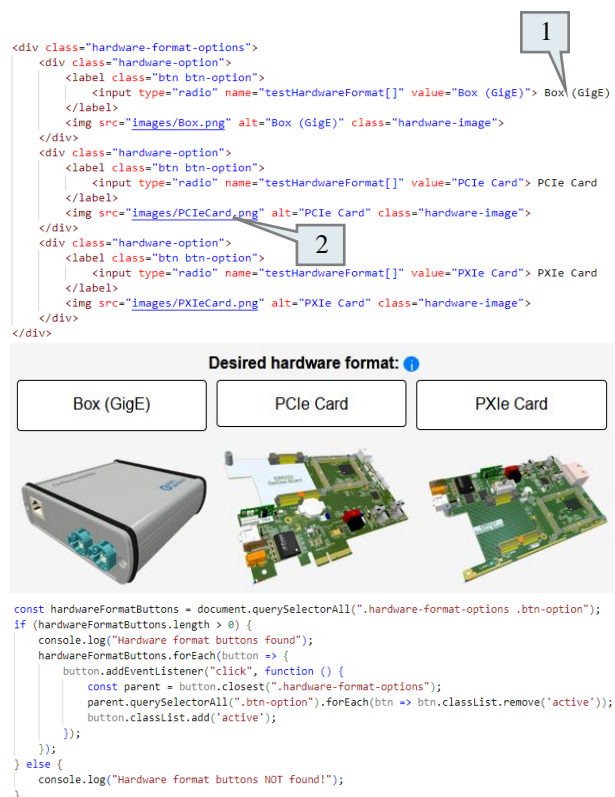 1
<div class="hardware-format-options">
<div class="hardware-option">
<label class="btn btn-option">
<input type="radio" name="testHardwareFormat[]" value="Box (GigE)"> Box (GigE)
</label>
<img src="images/Box.png" alt="Box (GigE)" class="hardware-image">
</div>
<div class="hardware-option">
<label class="btn btn-option">
<input type="radio" name="testHardwareFormat[]" value="PCIe Card"> PCIe Card
</label>
<img src="images/PCIeCard.png" alt="PCIe Card" class="hardware-image">
</div>
2
<div class="hardware-option">
<label class="btn btn-option">
<input type="radio" name="testHardwareFormat[]" value="PXIe Card"> PXIe Card
</label>
<img src="images/PXIeCard.png" alt="PXIe Card" class="hardware-image">
</div>
</div>
Desired hardware format: i
Box (GigE) PCIe Card PXIe Card
const hardwareFormatButtons = document.querySelectorAll(".hardware-format-options .btn-option");
if (hardwareFormatButtons.length > 0) {
console.log("Hardware format buttons found");
hardwareFormatButtons.forEach(button => {
button.addEventListener("click", function () {
const parent = button.closest(".hardware-format-options");
parent.querySelectorAll(".btn-option").forEach(btn => btn.classList.remove('active'));
button.classList.add('active');
});
});
} else {
console.log("Hardware format buttons NOT found!");
}